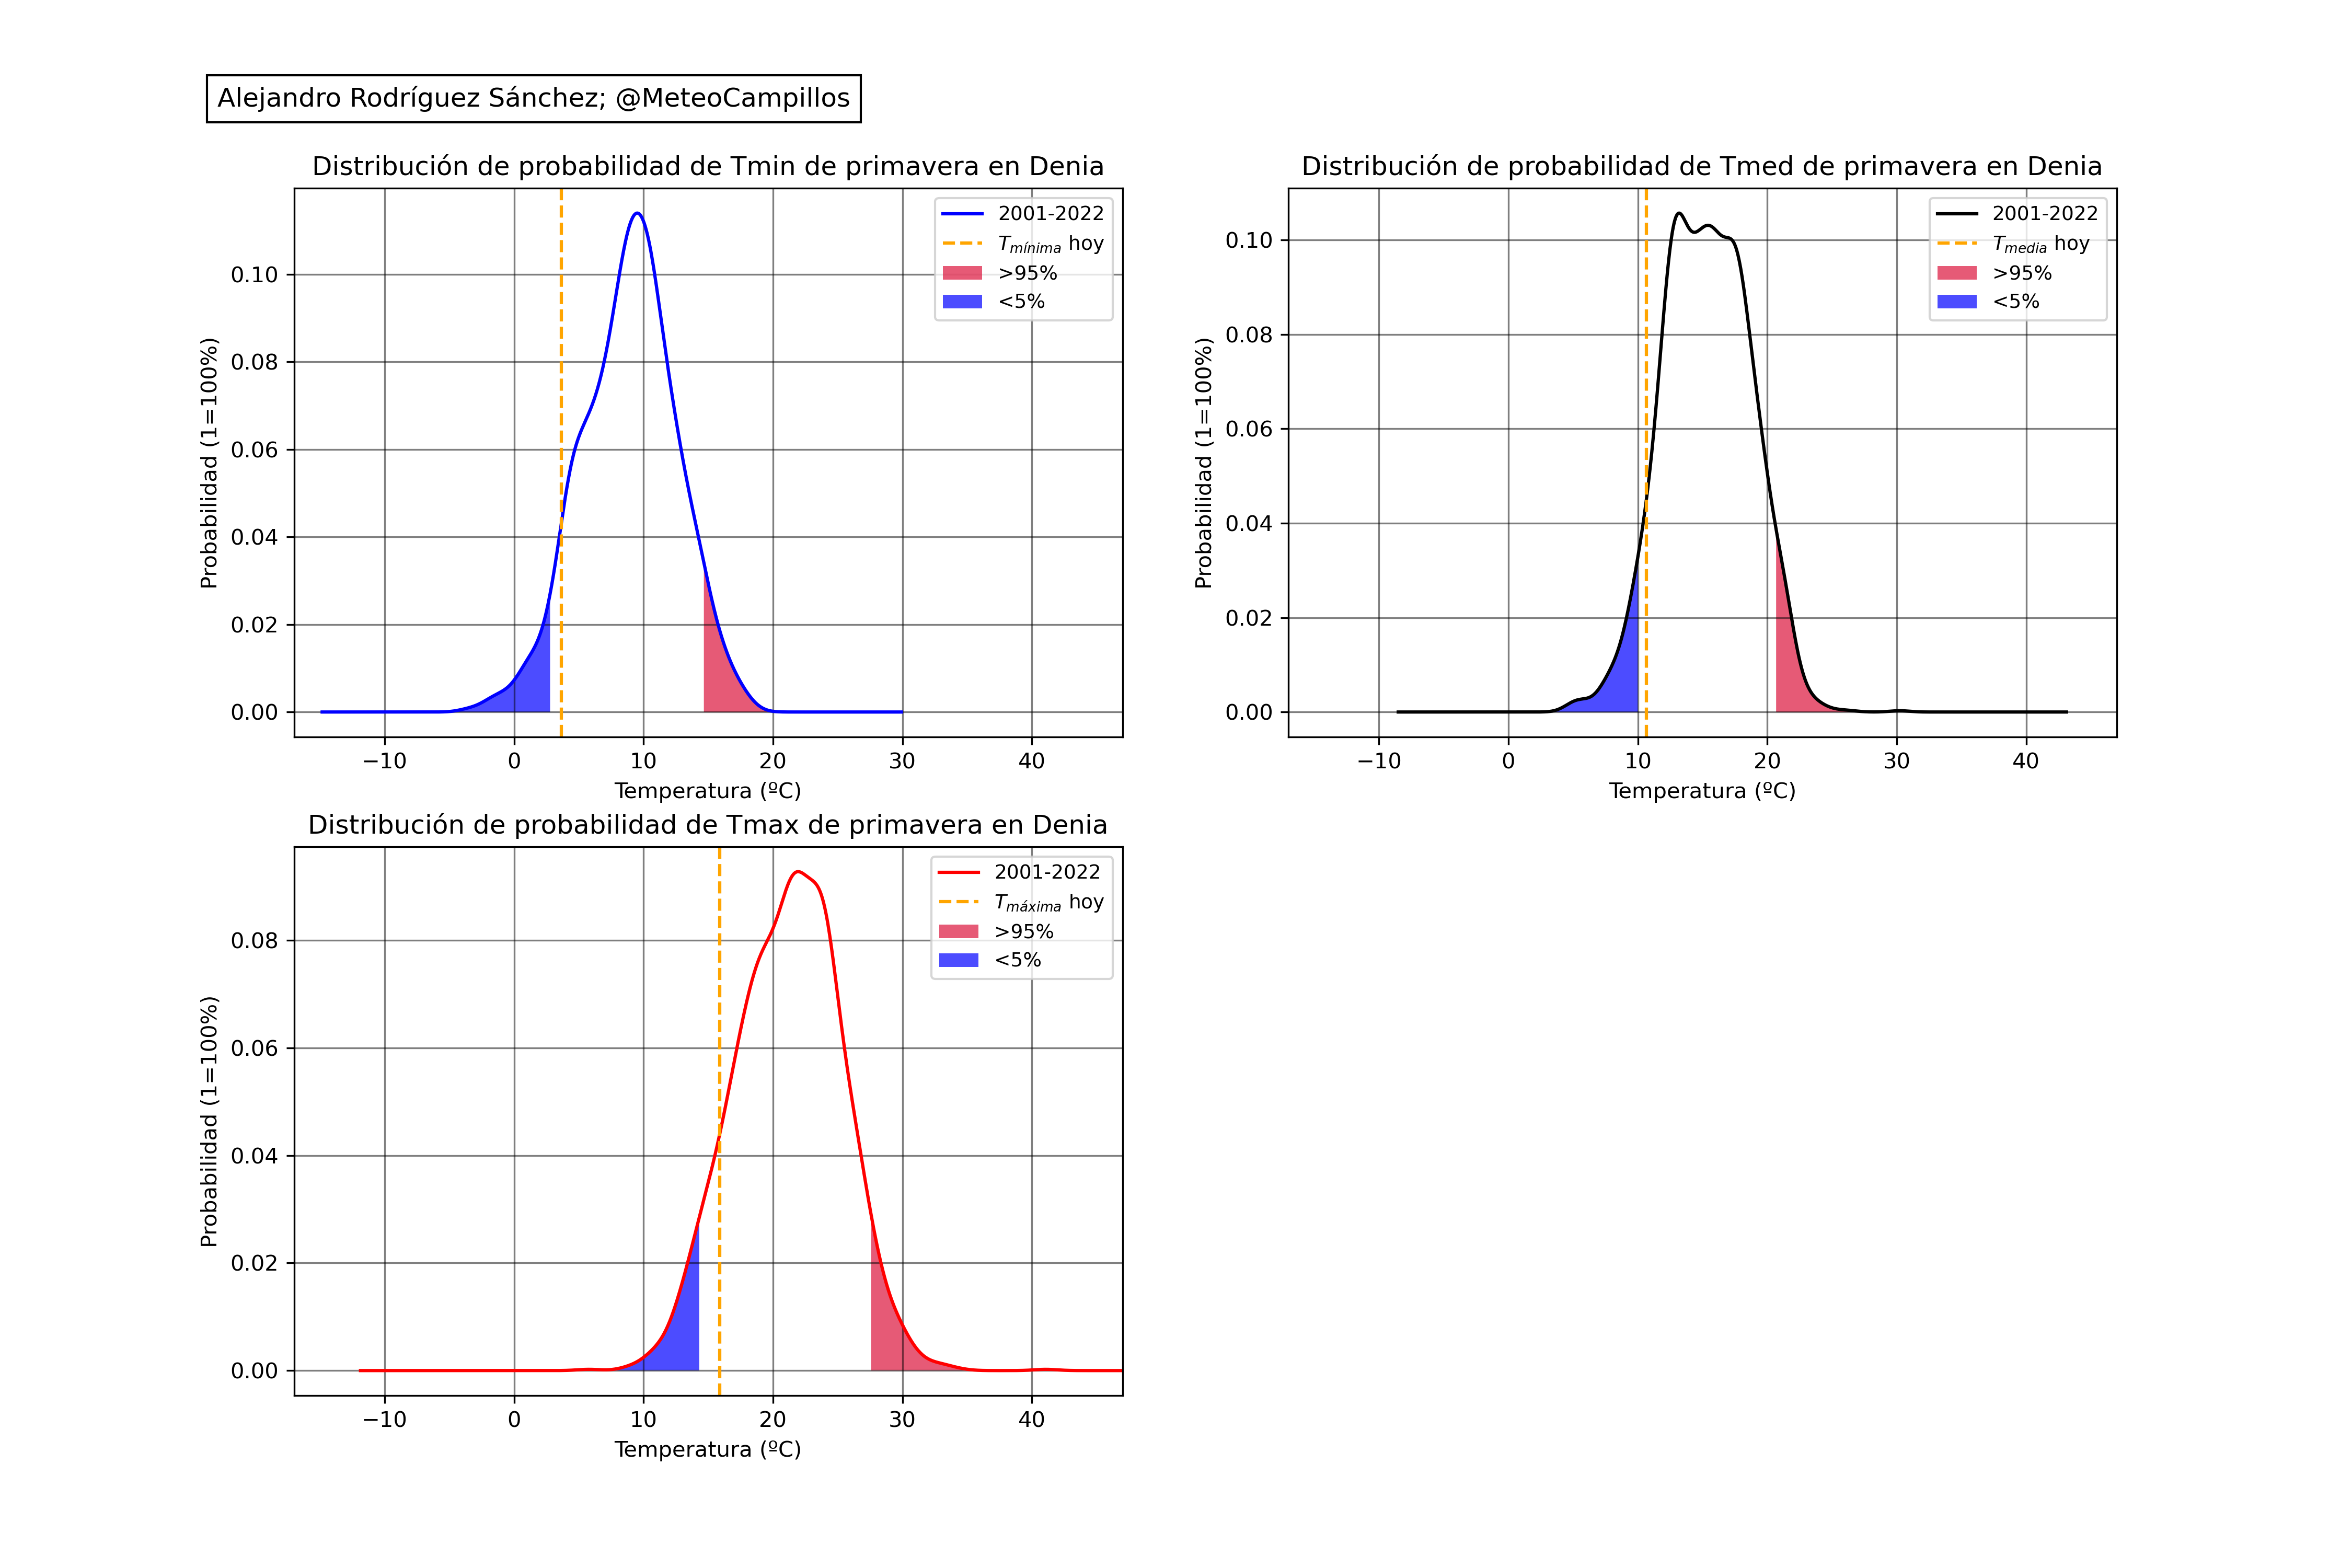 Alejandro Rodríguez Sánchez; @MeteoCampillos
Distribución de probabilidad de Tmin de primavera en Denia
Probabilidad (1=100%)
0.10
0.08
0.06
0.04
0.02
0.00
−10 0 10 20 30 40
Temperatura (ºC)
2001-2022
Tmínima hoy
>95%
<5%
Distribución de probabilidad de Tmed de primavera en Denia
Probabilidad (1=100%)
0.10
0.08
0.06
0.04
0.02
0.00
−10 0 10 20 30 40
Temperatura (ºC)
2001-2022
Tmedia hoy
>95%
<5%
Distribución de probabilidad de Tmax de primavera en Denia
Probabilidad (1=100%)
0.08
0.06
0.04
0.02
0.00
−10 0 10 20 30 40
Temperatura (ºC)
2001-2022
Tmáxima hoy
>95%
<5%